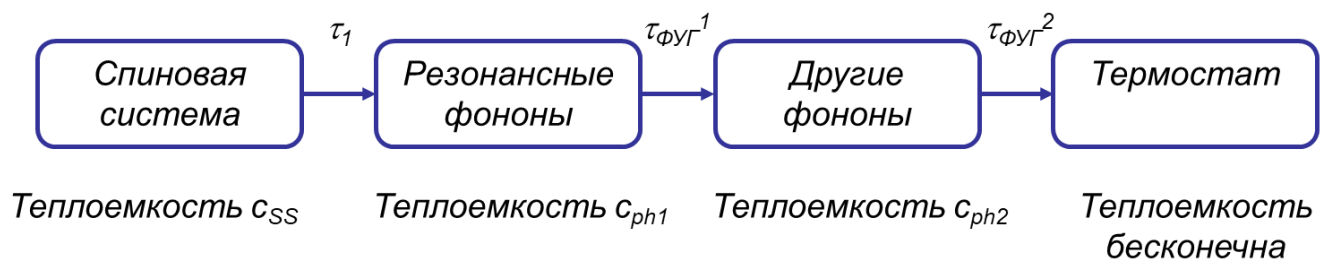 τ1 τФУГ1 τФУГ2
Спиновая система
Резонансные фононы
Другие фононы
Термостат
Теплоемкость cSS
Теплоемкость cph1
Теплоемкость cph2
Теплоемкость бесконечна